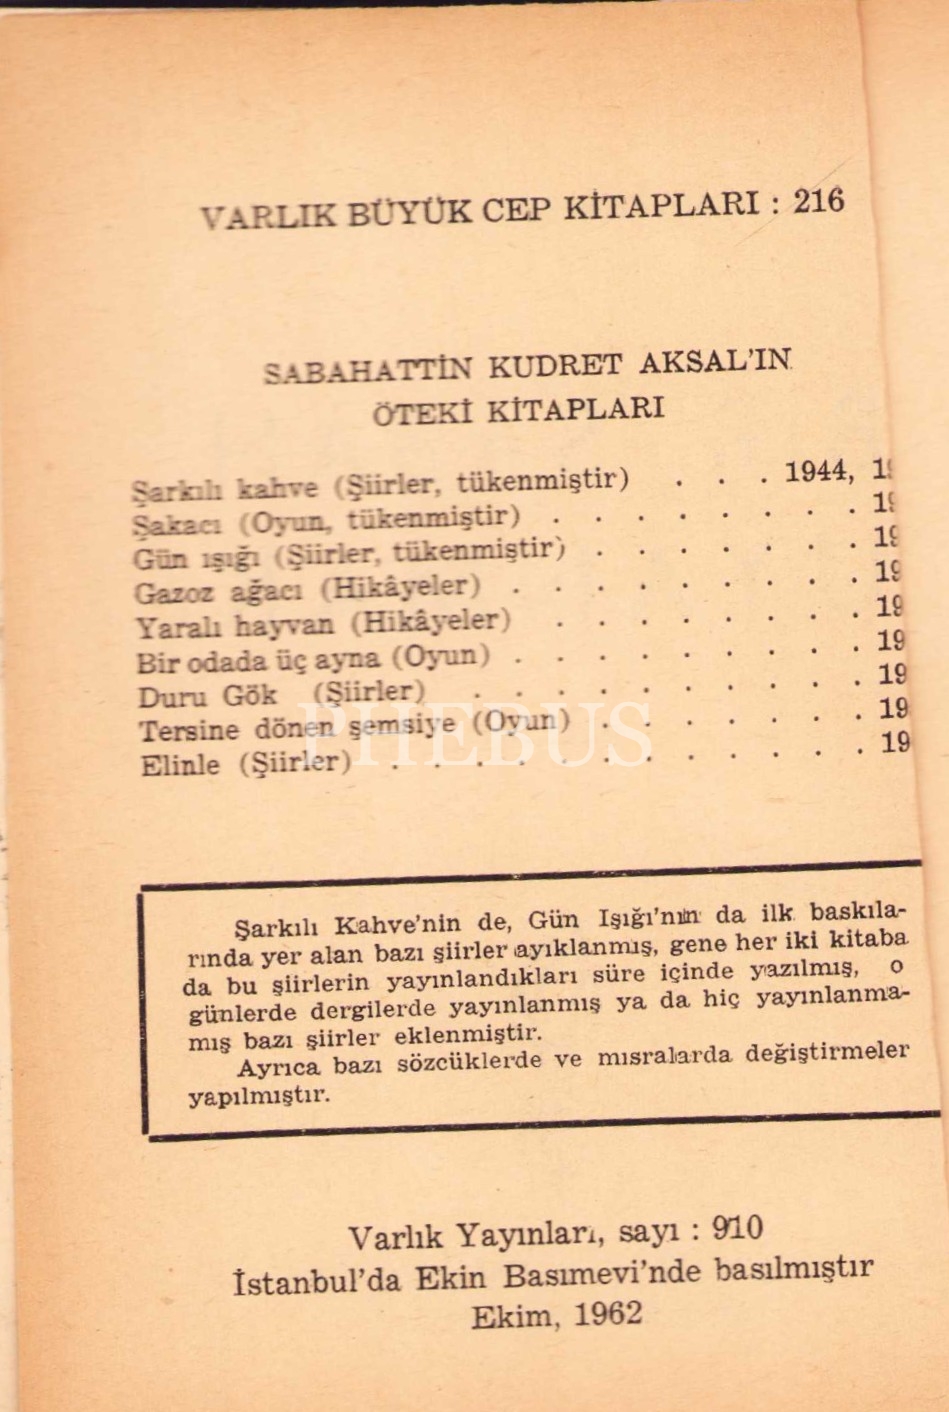 VARLIK BÜYÜK CEP KİTAPLARI : 216
SABAHATTİN KUDRET AKSAL'IN
ÖTEKİ KİTAPLARI
Şarkılı kahve (Şiirler, tükenmiştir) . . . 1944, 19
Şakacı (Oyun, tükenmiştir) . . . . . . . . 19
Gün ışığı (Şiirler, tükenmiştir) . . . . . . . 19
Gazoz ağacı (Hikâyeler) . . . . . . . . . 19
Yaralı hayvan (Hikâyeler) . . . . . . . . 19
Bir odada üç ayna (Oyun) . . . . . . . . . 19
Duru Gök (Şiirler) . . . . . . . . . . 19
Tersine dönen şemsiye (Oyun) . . . . . . . 19
Elinle (Şiirler) . . . . . . . . . . . . 19
PHEBUS
Şarkılı Kahve'nin de, Gün Işığı'nın da ilk baskıla-
rında yer alan bazı şiirler ayıklanmış, gene her iki kitaba
da bu şiirlerin yayınlandıkları süre içinde yazılmış, o
günlerde dergilerde yayınlanmış ya da hiç yayınlanma-
mış bazı şiirler eklenmiştir.
Ayrıca bazı sözcüklerde ve mısralarda değiştirmeler
yapılmıştır.
Varlık Yayınları, sayı : 910
İstanbul'da Ekin Basımevi'nde basılmıştır
Ekim, 1962